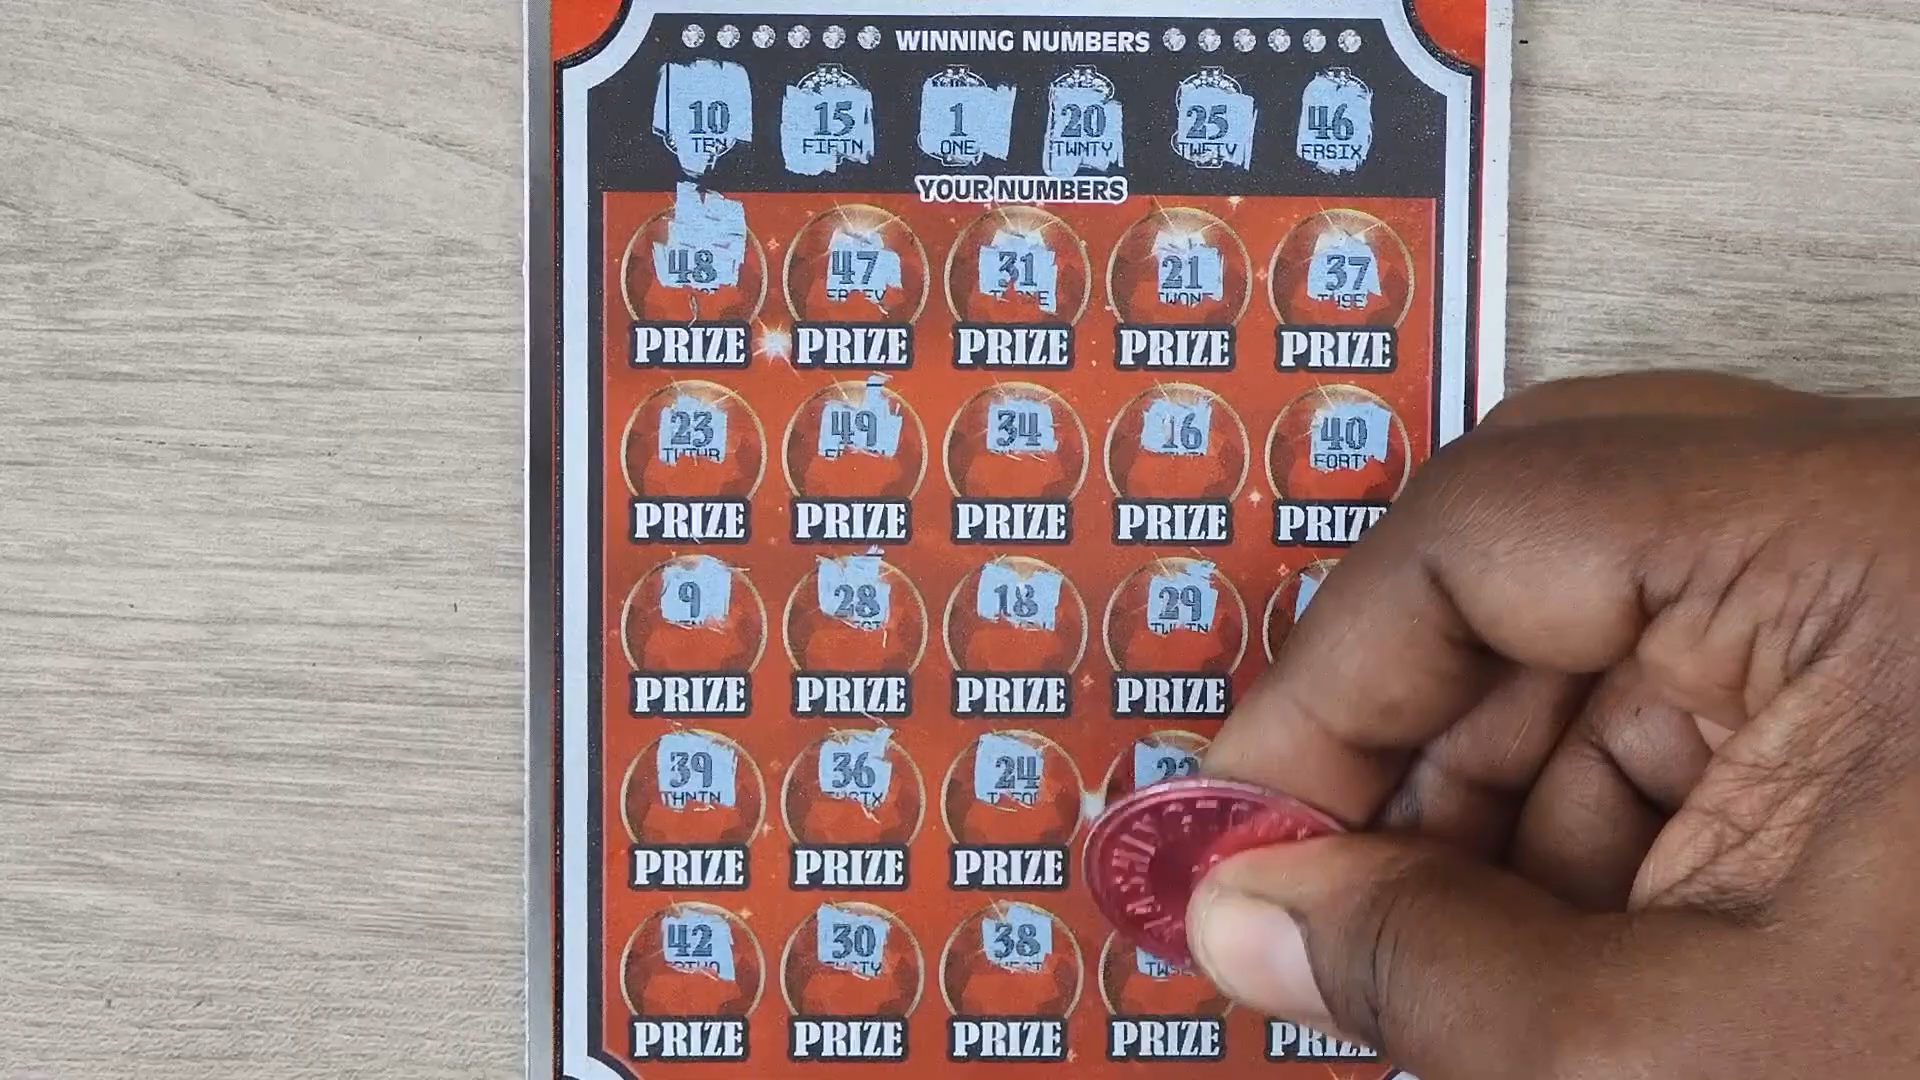 WINNING NUMBERS
10 15 1 20 25 46
TEN FIFTN ONE TWNTY TWFIV FRSIX
YOUR NUMBERS
48 47 31 21 37
PRIZE PRIZE PRIZE PRIZE PRIZE
23 49 34 16 40
FORTY
PRIZE PRIZE PRIZE PRIZE PRIZE
9 28 18 29
PRIZE PRIZE PRIZE PRIZE
39 36 24 22
THNTN
PRIZE PRIZE PRIZE
42 30 38
PRIZE PRIZE PRIZE PRIZE PRIZE